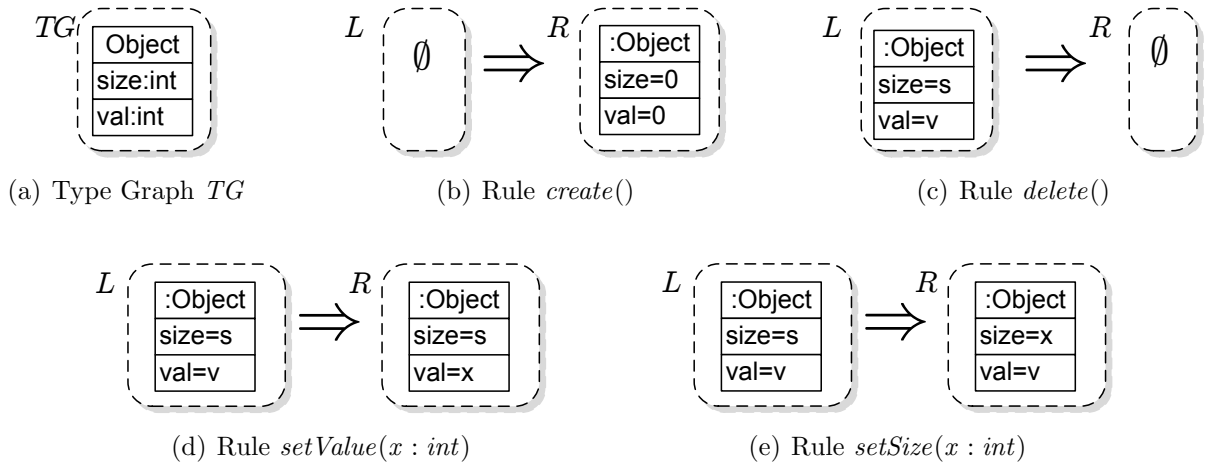 TG
Object
size:int
val:int
(a) Type Graph TG
L
∅
⟹
R
:Object
size=0
val=0
(b) Rule create()
L
:Object
size=s
val=v
⟹
R
∅
(c) Rule delete()
L
:Object
size=s
val=v
⟹
R
:Object
size=s
val=x
(d) Rule setValue(x : int)
L
:Object
size=s
val=v
⟹
R
:Object
size=x
val=v
(e) Rule setSize(x : int)